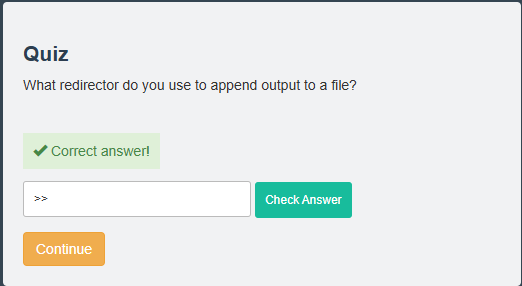 Quiz
What redirector do you use to append output to a file?
✔ Correct answer!
>>
Check Answer
Continue